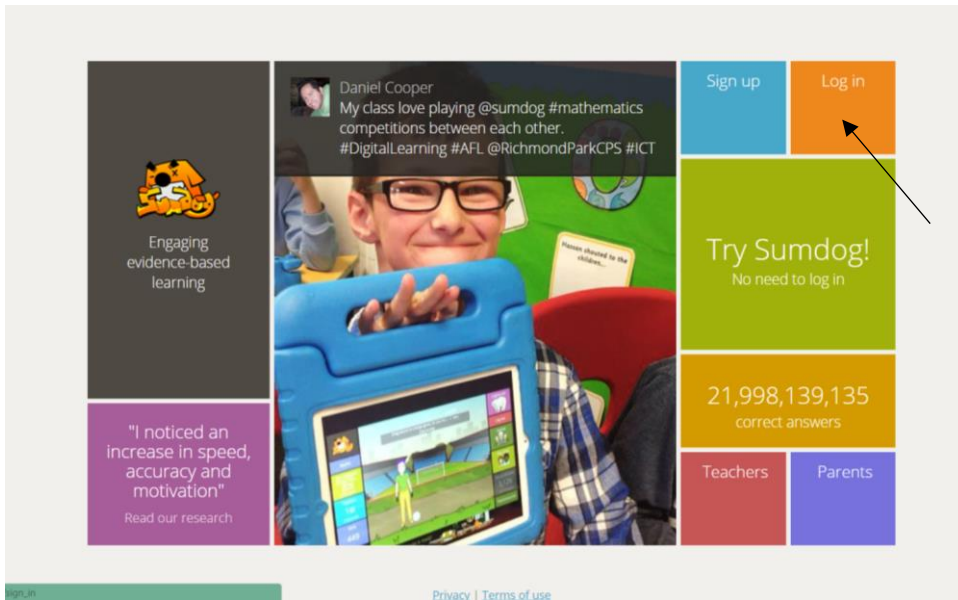 Daniel Cooper
My class love playing @sumdog #mathematics
competitions between each other.
#DigitalLearning #AFL @RichmondParkCPS #ICT
Sign up
Log in
Sumdog
Engaging
evidence-based
learning
Try Sumdog!
No need to log in
21,998,139,135
correct answers
"I noticed an
increase in speed,
accuracy and
motivation"
Read our research
Teachers
Parents
Privacy | Terms of use